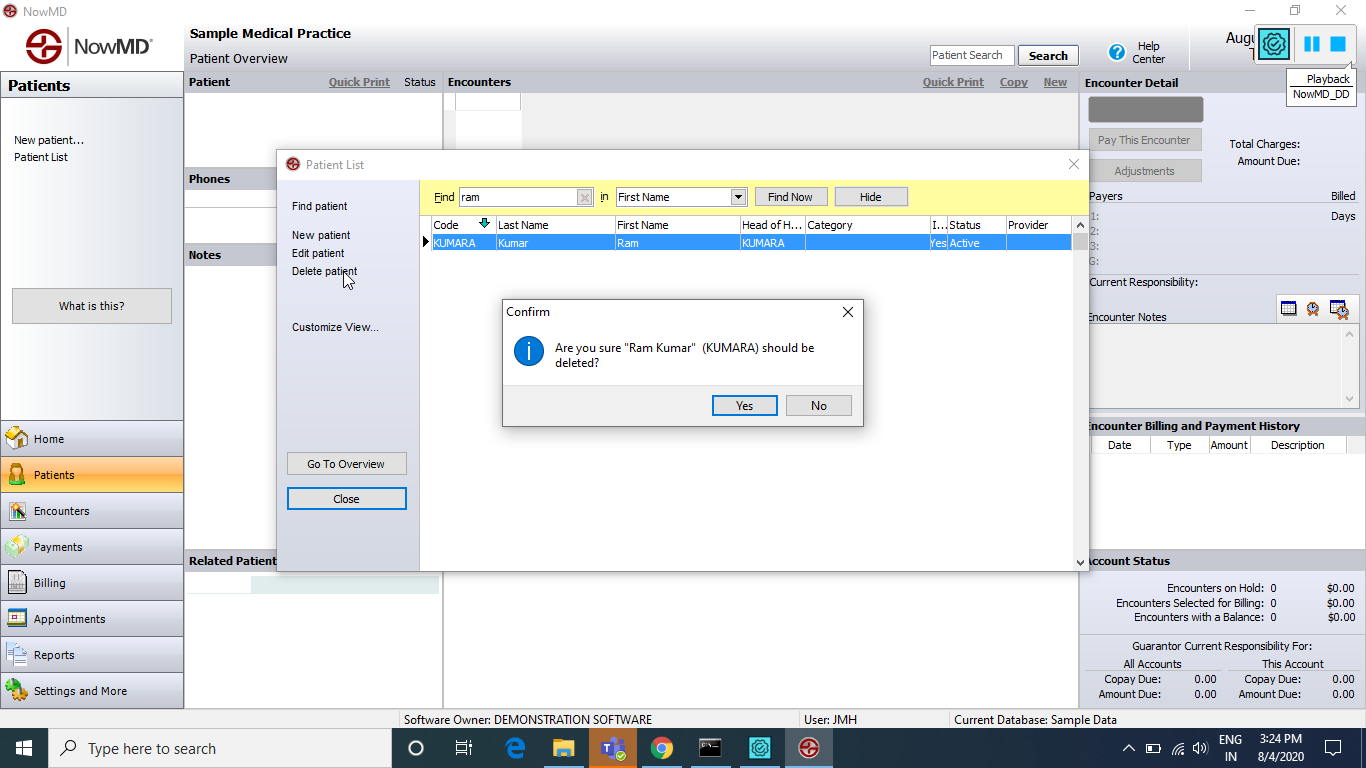 NowMD
NowMD®
Sample Medical Practice
Patient Overview
Patient Search
Search
Help
Center
Playback
NowMD_DD
Patients
New patient...
Patient List
What is this?
Home
Patients
Encounters
Payments
Billing
Appointments
Reports
Settings and More
Patient Quick Print Status
Phones
Notes
Related Patient
Encounters Quick Print Copy New
Encounter Detail
Pay This Encounter
Adjustments
Total Charges:
Amount Due:
Payers Billed
1: Days
2:
3:
G:
Current Responsibility:
Encounter Notes
Encounter Billing and Payment History
Date Type Amount Description
Account Status
Encounters on Hold: 0 $0.00
Encounters Selected for Billing: 0 $0.00
Encounters with a Balance: 0 $0.00
Guarantor Current Responsibility For:
All Accounts This Account
Copay Due: 0.00 Copay Due: 0.00
Amount Due: 0.00 Amount Due: 0.00
Patient List
Find patient
New patient
Edit patient
Delete patient
Customize View...
Go To Overview
Close
Find ram in First Name Find Now Hide
Code Last Name First Name Head of H... Category I... Status Provider
KUMARA Kumar Ram KUMARA Yes Active
Confirm
Are you sure "Ram Kumar" (KUMARA) should be
deleted?
Yes No
Software Owner: DEMONSTRATION SOFTWARE User: JMH Current Database: Sample Data
Type here to search
ENG
IN
3:24 PM
8/4/2020